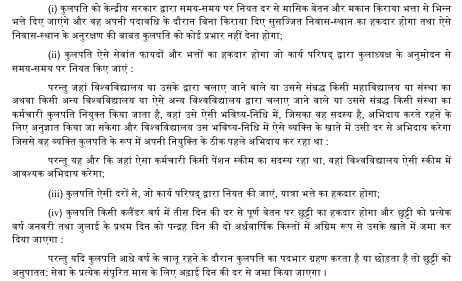 (i) कुलपति को केन्द्रीय सरकार द्वारा समय-समय पर नियत दर से मासिक वेतन और मकान किराया भत्ता से भिन्न
भत्ते दिए जाएंगे और वह अपनी पदावधि के दौरान बिना किराया दिए सुसज्जित निवास-स्थान का हकदार होगा तथा ऐसे
निवास-स्थान के अनुरक्षण की बाबत कुलपति को कोई प्रभार नहीं देना होगा;
(ii) कुलपति ऐसे सेवांत फायदों और भत्तों का हकदार होगा जो कार्य परिषद् द्वारा कुलाध्यक्ष के अनुमोदन से
समय-समय पर नियत किए जाएं :
परन्तु जहां विश्वविद्यालय या उसके द्वारा चलाए जाने वाले या उससे संबद्ध किसी महाविद्यालय या संस्था का
अथवा किसी अन्य विश्वविद्यालय या ऐसे अन्य विश्वविद्यालय द्वारा चलाए जाने वाले या उससे संबद्ध किसी संस्था का
कर्मचारी कुलपति नियुक्त किया जाता है, वहां उसे ऐसी भविष्य-निधि में, जिसका वह सदस्य है, अभिदाय करते रहने के
लिए अनुज्ञात किया जा सकेगा और विश्वविद्यालय उस भविष्य-निधि में ऐसे व्यक्ति के खाते में उसी दर से अभिदाय करेगा
जिससे वह व्यक्ति कुलपति के रूप में अपनी नियुक्ति के ठीक पहले अभिदाय कर रहा था :
परन्तु यह और कि जहां ऐसा कर्मचारी किसी पेंशन स्कीम का सदस्य रहा था, वहां विश्वविद्यालय ऐसी स्कीम में
आवश्यक अभिदाय करेगा;
(iii) कुलपति ऐसी दरों से, जो कार्य परिषद् द्वारा नियत की जाएं, यात्रा भत्ते का हकदार होगा;
(iv) कुलपति किसी कलैंडर वर्ष में तीस दिन की दर से पूर्ण वेतन पर छुट्टी का हकदार होगा और छुट्टी को प्रत्येक
वर्ष जनवरी तथा जुलाई के प्रथम दिन को पन्द्रह दिन की दो अर्धवार्षिक किस्तों में अग्रिम रूप से उसके खाते में जमा कर
दिया जाएगा :
परन्तु यदि कुलपति आधे वर्ष के चालू रहने के दौरान कुलपति का पदभार ग्रहण करता है या छोड़ता है तो छुट्टी को
अनुपातत: सेवा के प्रत्येक संपूरित मास के लिए अढ़ाई दिन की दर से जमा किया जाएगा ।